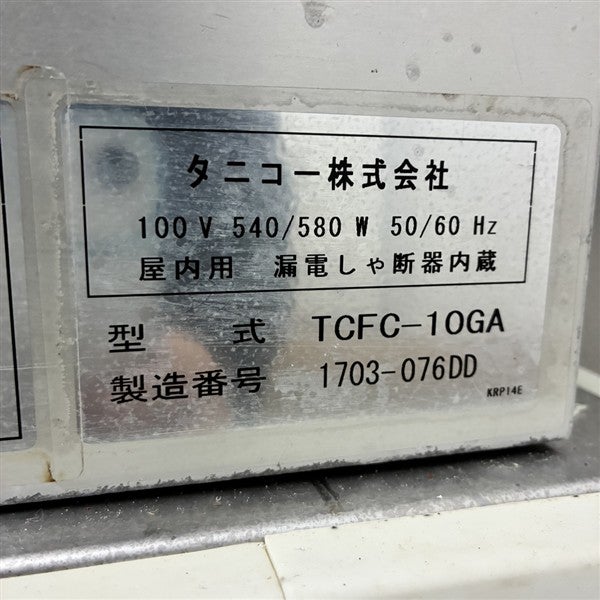 タニコー株式会社
100 V 540/580 W 50/60 Hz
屋内用 漏電しゃ断器内蔵
型 式 TCFC-10GA
製造番号 1703-076DD
KRP14E